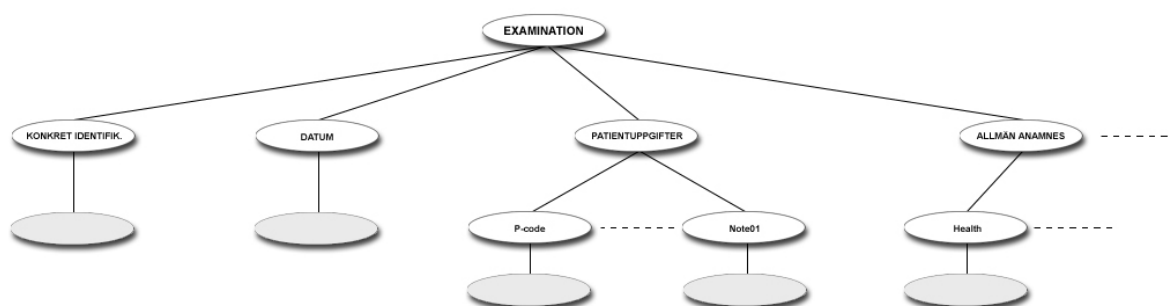 EXAMINATION
KONKRET IDENTIFIK.
DATUM
PATIENTUPPGIFTER
ALLMÄN ANAMNES
P-code
Note01
Health